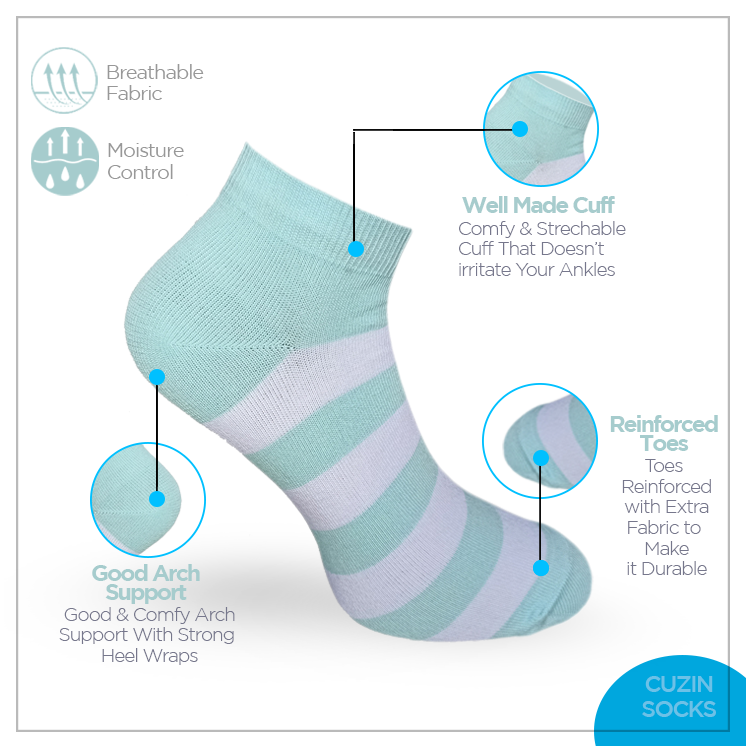 Breathable
Fabric
Moisture
Control
Well Made Cuff
Comfy & Strechable
Cuff That Doesn't
irritate Your Ankles
Reinforced
Toes
Toes
Reinforced
with Extra
Fabric to
Make
it Durable
Good Arch
Support
Good & Comfy Arch
Support With Strong
Heel Wraps
CUZIN
SOCKS